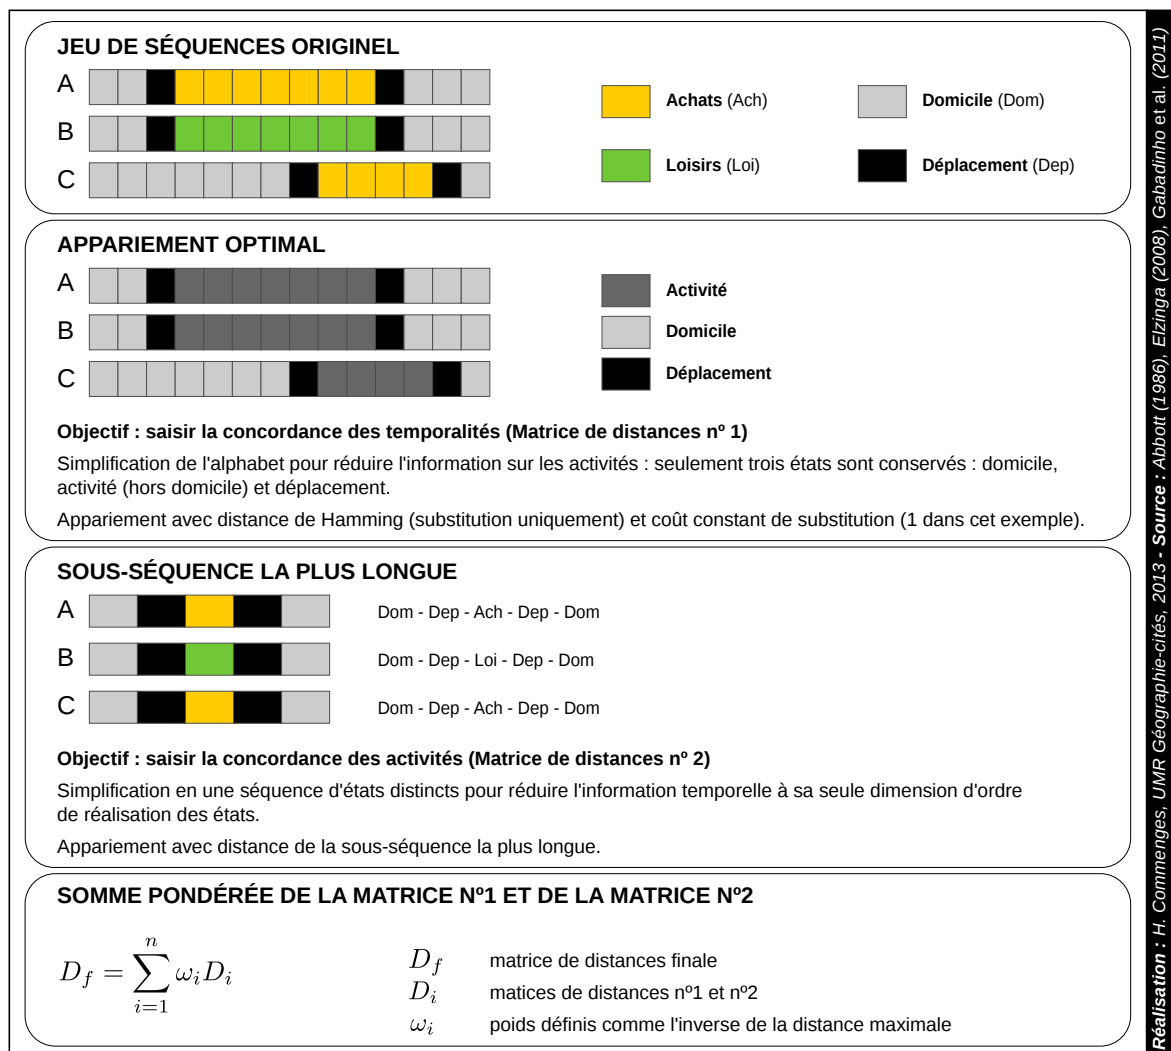 JEU DE SÉQUENCES ORIGINEL
A
B
C
Achats (Ach)
Domicile (Dom)
Loisirs (Loi)
Déplacement (Dep)
APPARIEMENT OPTIMAL
A
B
C
Activité
Domicile
Déplacement
Objectif : saisir la concordance des temporalités (Matrice de distances nº 1)
Simplification de l'alphabet pour réduire l'information sur les activités : seulement trois états sont conservés : domicile,
activité (hors domicile) et déplacement.
Appariement avec distance de Hamming (substitution uniquement) et coût constant de substitution (1 dans cet exemple).
SOUS-SÉQUENCE LA PLUS LONGUE
A Dom - Dep - Ach - Dep - Dom
B Dom - Dep - Loi - Dep - Dom
C Dom - Dep - Ach - Dep - Dom
Objectif : saisir la concordance des activités (Matrice de distances nº 2)
Simplification en une séquence d'états distincts pour réduire l'information temporelle à sa seule dimension d'ordre
de réalisation des états.
Appariement avec distance de la sous-séquence la plus longue.
SOMME PONDÉRÉE DE LA MATRICE Nº1 ET DE LA MATRICE Nº2
D_f = ∑_{i=1}^{n} ω_i D_i
D_f matrice de distances finale
D_i matices de distances nº1 et nº2
ω_i poids définis comme l'inverse de la distance maximale
Réalisation : H. Commenges, UMR Géographie-cités, 2013 - Source : Abbott (1986), Elzinga (2008), Gabadinho et al. (2011)